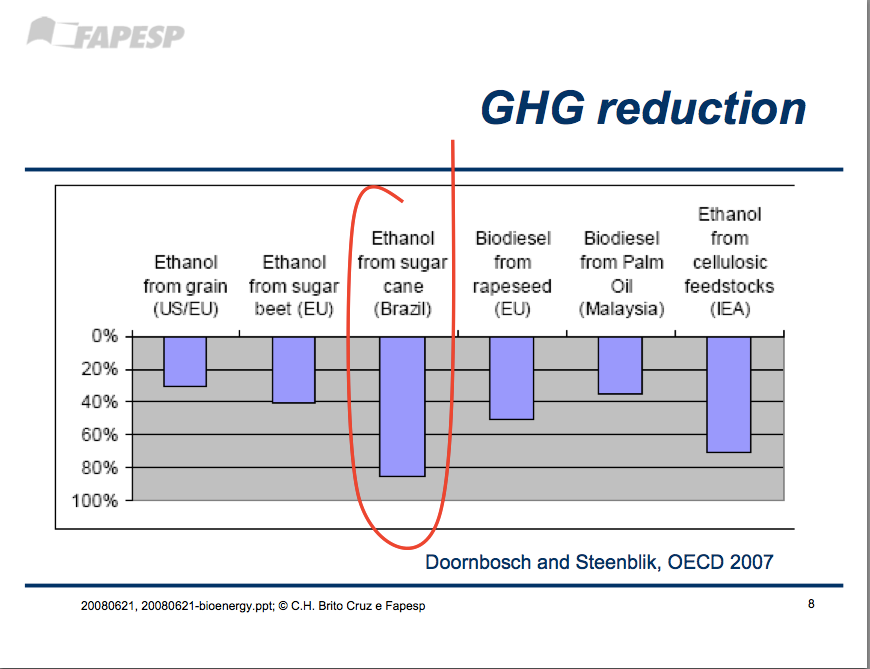 FAPESP
GHG reduction
Ethanol
from grain
(US/EU)
Ethanol
from sugar
beet (EU)
Ethanol
from sugar
cane
(Brazil)
Biodiesel
from
rapeseed
(EU)
Biodiesel
from Palm
Oil
(Malaysia)
Ethanol
from
cellulosic
feedstocks
(IEA)
0%
20%
40%
60%
80%
100%
Doornbosch and Steenblik, OECD 2007
20080621, 20080621-bioenergy.ppt; © C.H. Brito Cruz e Fapesp
8